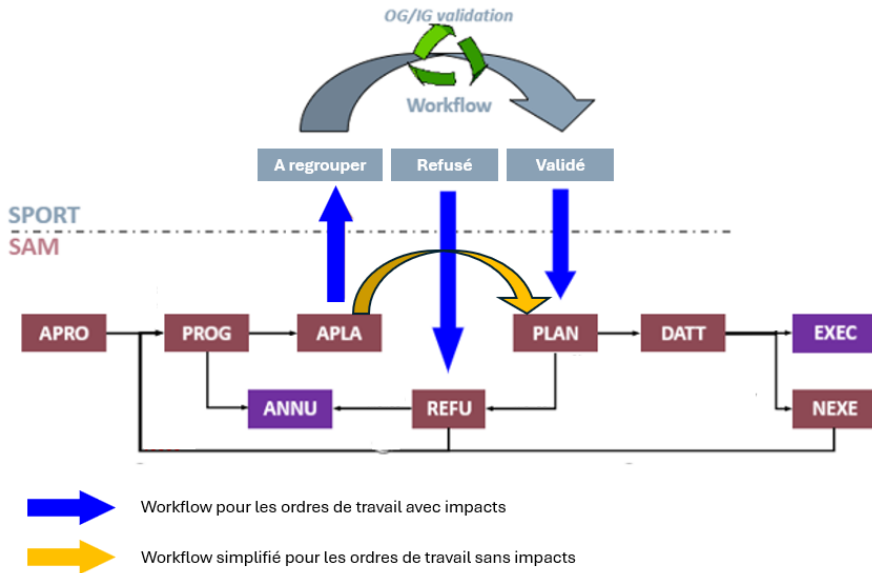 OG/IG validation
Workflow
A regrouper
Refusé
Validé
SPORT
SAM
APRO
PROG
APLA
PLAN
DATT
EXEC
ANNU
REFU
NEXE
Workflow pour les ordres de travail avec impacts
Workflow simplifié pour les ordres de travail sans impacts